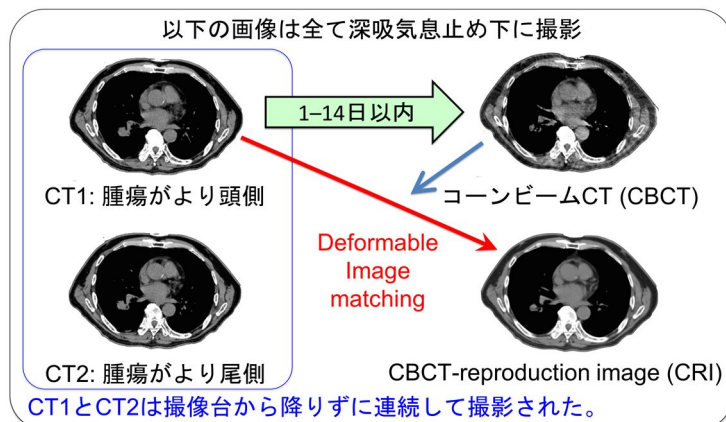 以下の画像は全て深吸気息止め下に撮影
1–14日以内
CT1: 腫瘍がより頭側
コーンビームCT (CBCT)
Deformable
Image
matching
CT2: 腫瘍がより尾側
CBCT-reproduction image (CRI)
CT1とCT2は撮像台から降りずに連続して撮影された。